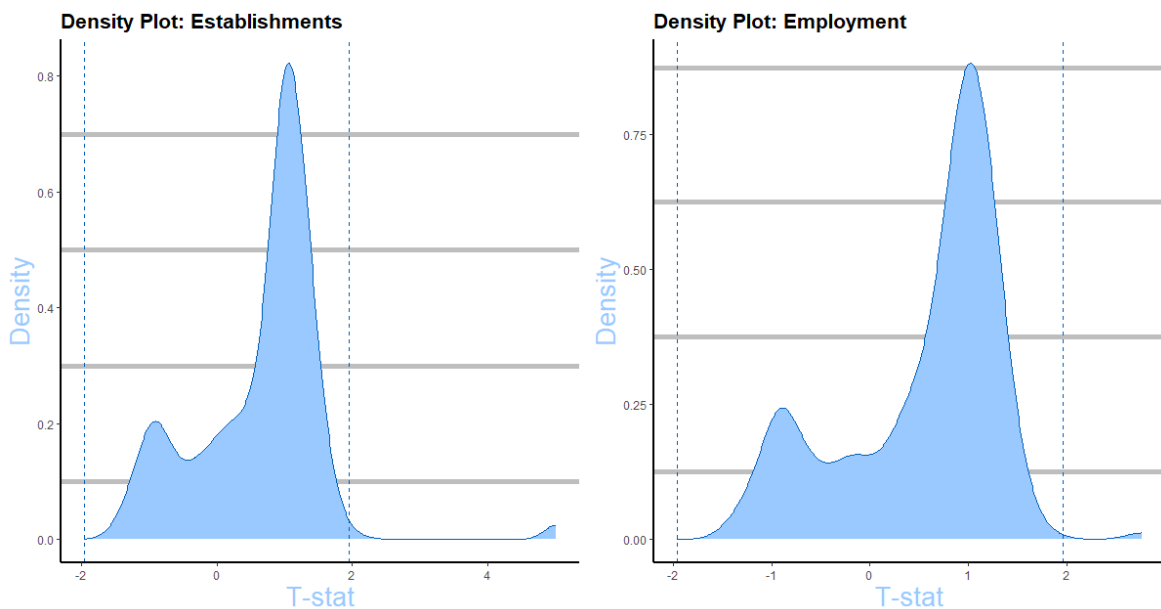 Density Plot: Establishments
0.8
0.6
0.4
0.2
0.0
Density
-2 0 2 4
T-stat
Density Plot: Employment
0.75
0.50
0.25
0.00
Density
-2 -1 0 1 2
T-stat